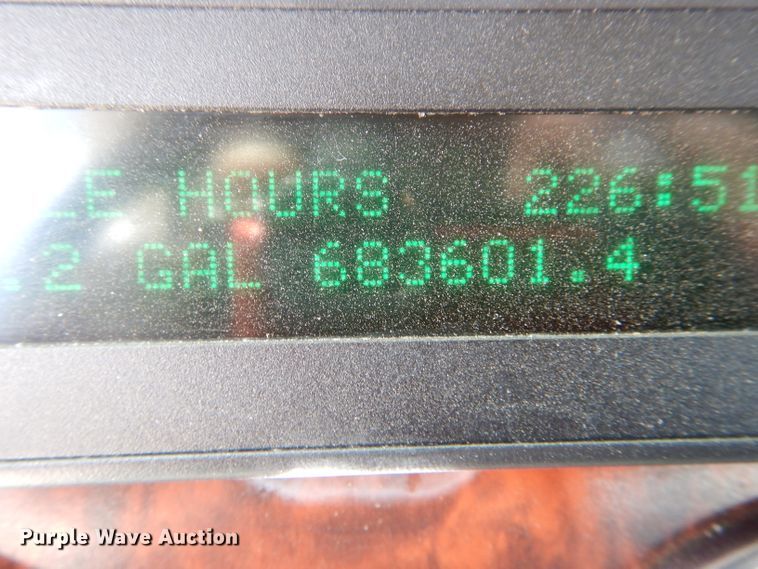 LE HOURS 226:51
.2 GAL 683601.4
Purple Wave Auction